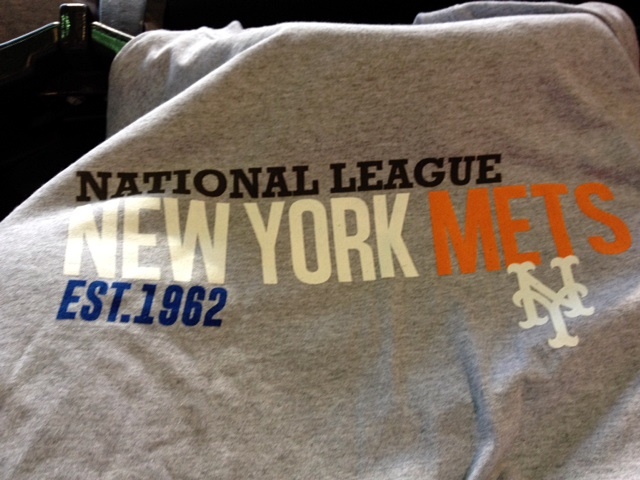 NATIONAL LEAGUE
NEW YORK METS
EST.1962
NY